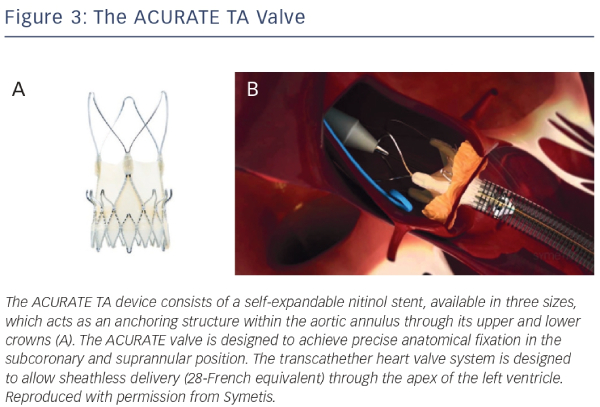 Figure 3: The ACURATE TA Valve
A
B
The ACURATE TA device consists of a self-expandable nitinol stent, available in three sizes,
which acts as an anchoring structure within the aortic annulus through its upper and lower
crowns (A). The ACURATE valve is designed to achieve precise anatomical fixation in the
subcoronary and suprannular position. The transcathether heart valve system is designed
to allow sheathless delivery (28-French equivalent) through the apex of the left ventricle.
Reproduced with permission from Symetis.